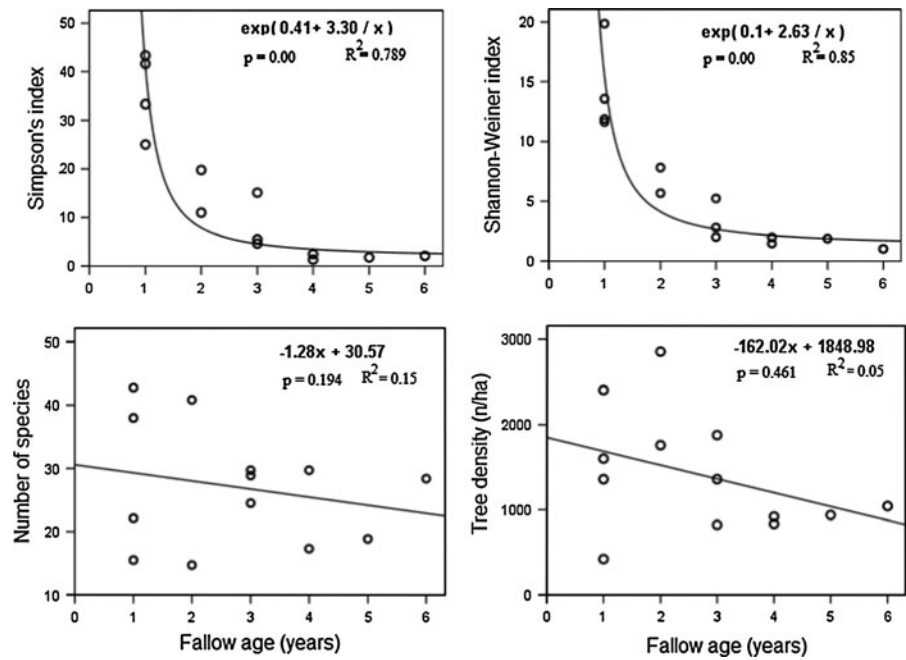 exp( 0.41+ 3.30 / x )
p = 0.00 R2 = 0.789
50
40
30
20
10
0
Simpson's index
0 1 2 3 4 5 6
exp( 0.1+ 2.63 / x )
p = 0.00 R2 = 0.85
20
15
10
5
0
Shannon-Weiner index
0 1 2 3 4 5 6
-1.28x + 30.57
p = 0.194 R2 = 0.15
50
40
30
20
10
Number of species
0 1 2 3 4 5 6
Fallow age (years)
-162.02x + 1848.98
p = 0.461 R2 = 0.05
3000
2000
1000
0
Tree density (n/ha)
0 1 2 3 4 5 6
Fallow age (years)